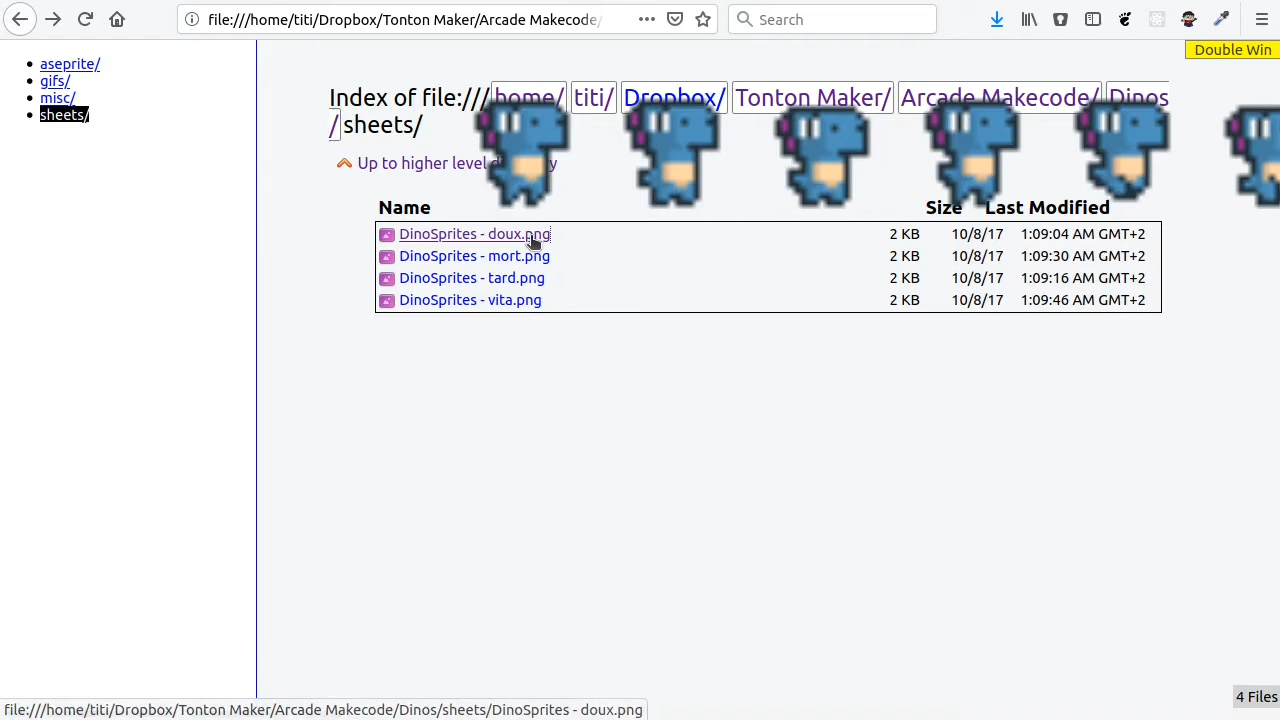 file:///home/titi/Dropbox/Tonton Maker/Arcade Makecode/
Search
Double Win
aseprite/
gifs/
misc/
sheets/
Index of file:///home/ titi/ Dropbox/ Tonton Maker/ Arcade Makecode/ Dinos
/ sheets/
Up to higher level
Name Size Last Modified
DinoSprites - doux.png 2 KB 10/8/17 1:09:04 AM GMT+2
DinoSprites - mort.png 2 KB 10/8/17 1:09:30 AM GMT+2
DinoSprites - tard.png 2 KB 10/8/17 1:09:16 AM GMT+2
DinoSprites - vita.png 2 KB 10/8/17 1:09:46 AM GMT+2
4 Files
file:///home/titi/Dropbox/Tonton Maker/Arcade Makecode/Dinos/sheets/DinoSprites - doux.png